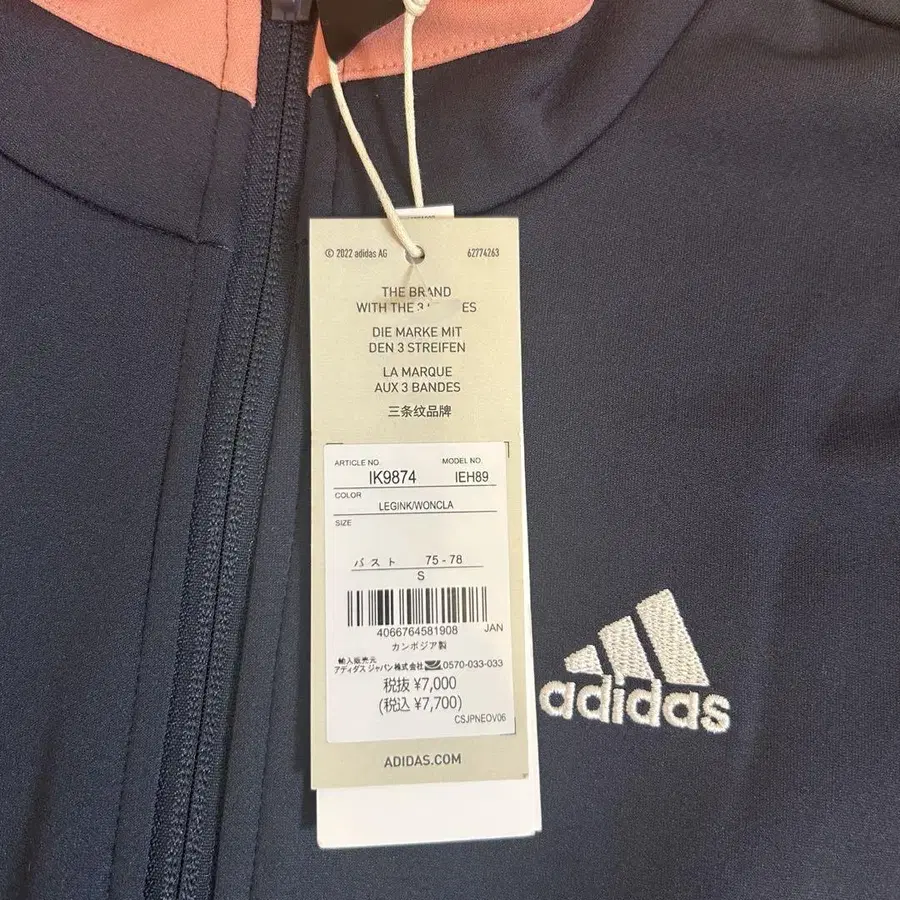 © 2022 adidas AG 62774263
THE BRAND
WITH THE 3 ES
DIE MARKE MIT
DEN 3 STREIFEN
LA MARQUE
AUX 3 BANDES
三条纹品牌
ARTICLE NO. MODEL NO.
IK9874 IEH89
COLOR
LEGINK/WONCLA
SIZE
バスト 75-78
S
4066764581908 JAN
カンボジア製
輸入販売元
アディダス ジャパン株式会社 0570-033-033
税抜 ¥7,000
(税込 ¥7,700)
CSJPNEOV06
ADIDAS.COM
adidas